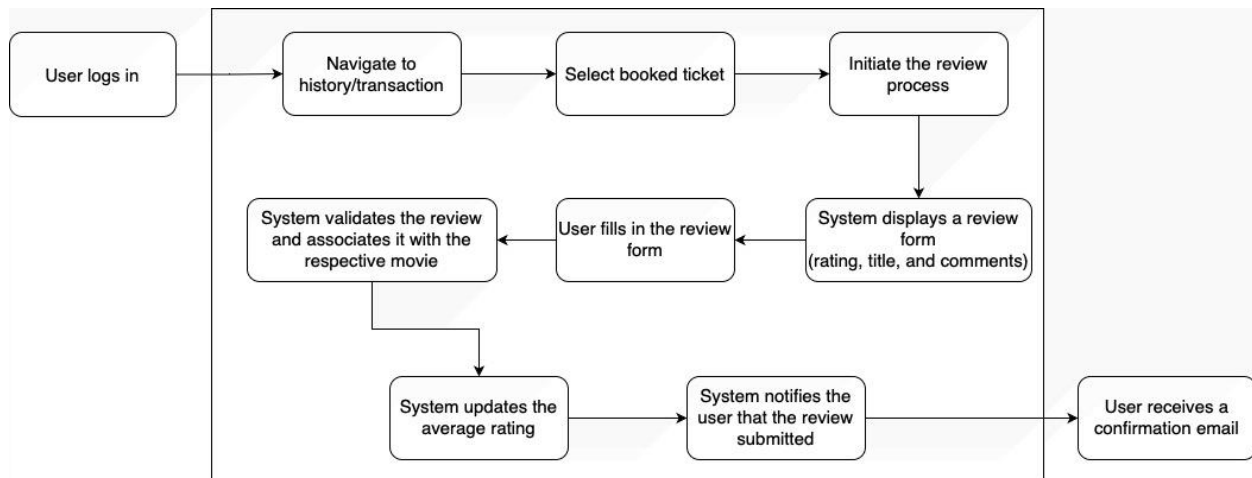 User logs in
Navigate to
history/transaction
Select booked ticket
Initiate the review
process
System displays a review
form
(rating, title, and comments)
User fills in the review
form
System validates the review
and associates it with the
respective movie
System updates the
average rating
System notifies the
user that the review
submitted
User receives a
confirmation email